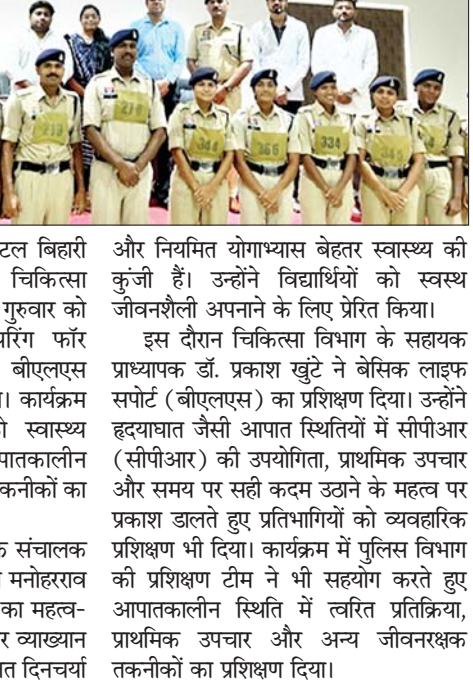 219
279
344
366
334
345
टल बिहारी
चिकित्सा
गुरुवार को
यरिंग फॉर
बीएलएस
ा। कार्यक्रम
ो स्वास्थ्य
पातकालीन
कनीकों का
क संचालक
मनोहरराव
का महत्व-
र व्याख्यान
त दिनचर्या
और नियमित योगाभ्यास बेहतर स्वास्थ्य की
कुंजी हैं। उन्होंने विद्यार्थियों को स्वस्थ
जीवनशैली अपनाने के लिए प्रेरित किया।
इस दौरान चिकित्सा विभाग के सहायक
प्राध्यापक डॉ. प्रकाश खुंटे ने बेसिक लाइफ
सपोर्ट (बीएलएस) का प्रशिक्षण दिया। उन्होंने
हृदयाघात जैसी आपात स्थितियों में सीपीआर
(सीपीआर) की उपयोगिता, प्राथमिक उपचार
और समय पर सही कदम उठाने के महत्व पर
प्रकाश डालते हुए प्रतिभागियों को व्यवहारिक
प्रशिक्षण भी दिया। कार्यक्रम में पुलिस विभाग
की प्रशिक्षण टीम ने भी सहयोग करते हुए
आपातकालीन स्थिति में त्वरित प्रतिक्रिया,
प्राथमिक उपचार और अन्य जीवनरक्षक
तकनीकों का प्रशिक्षण दिया।